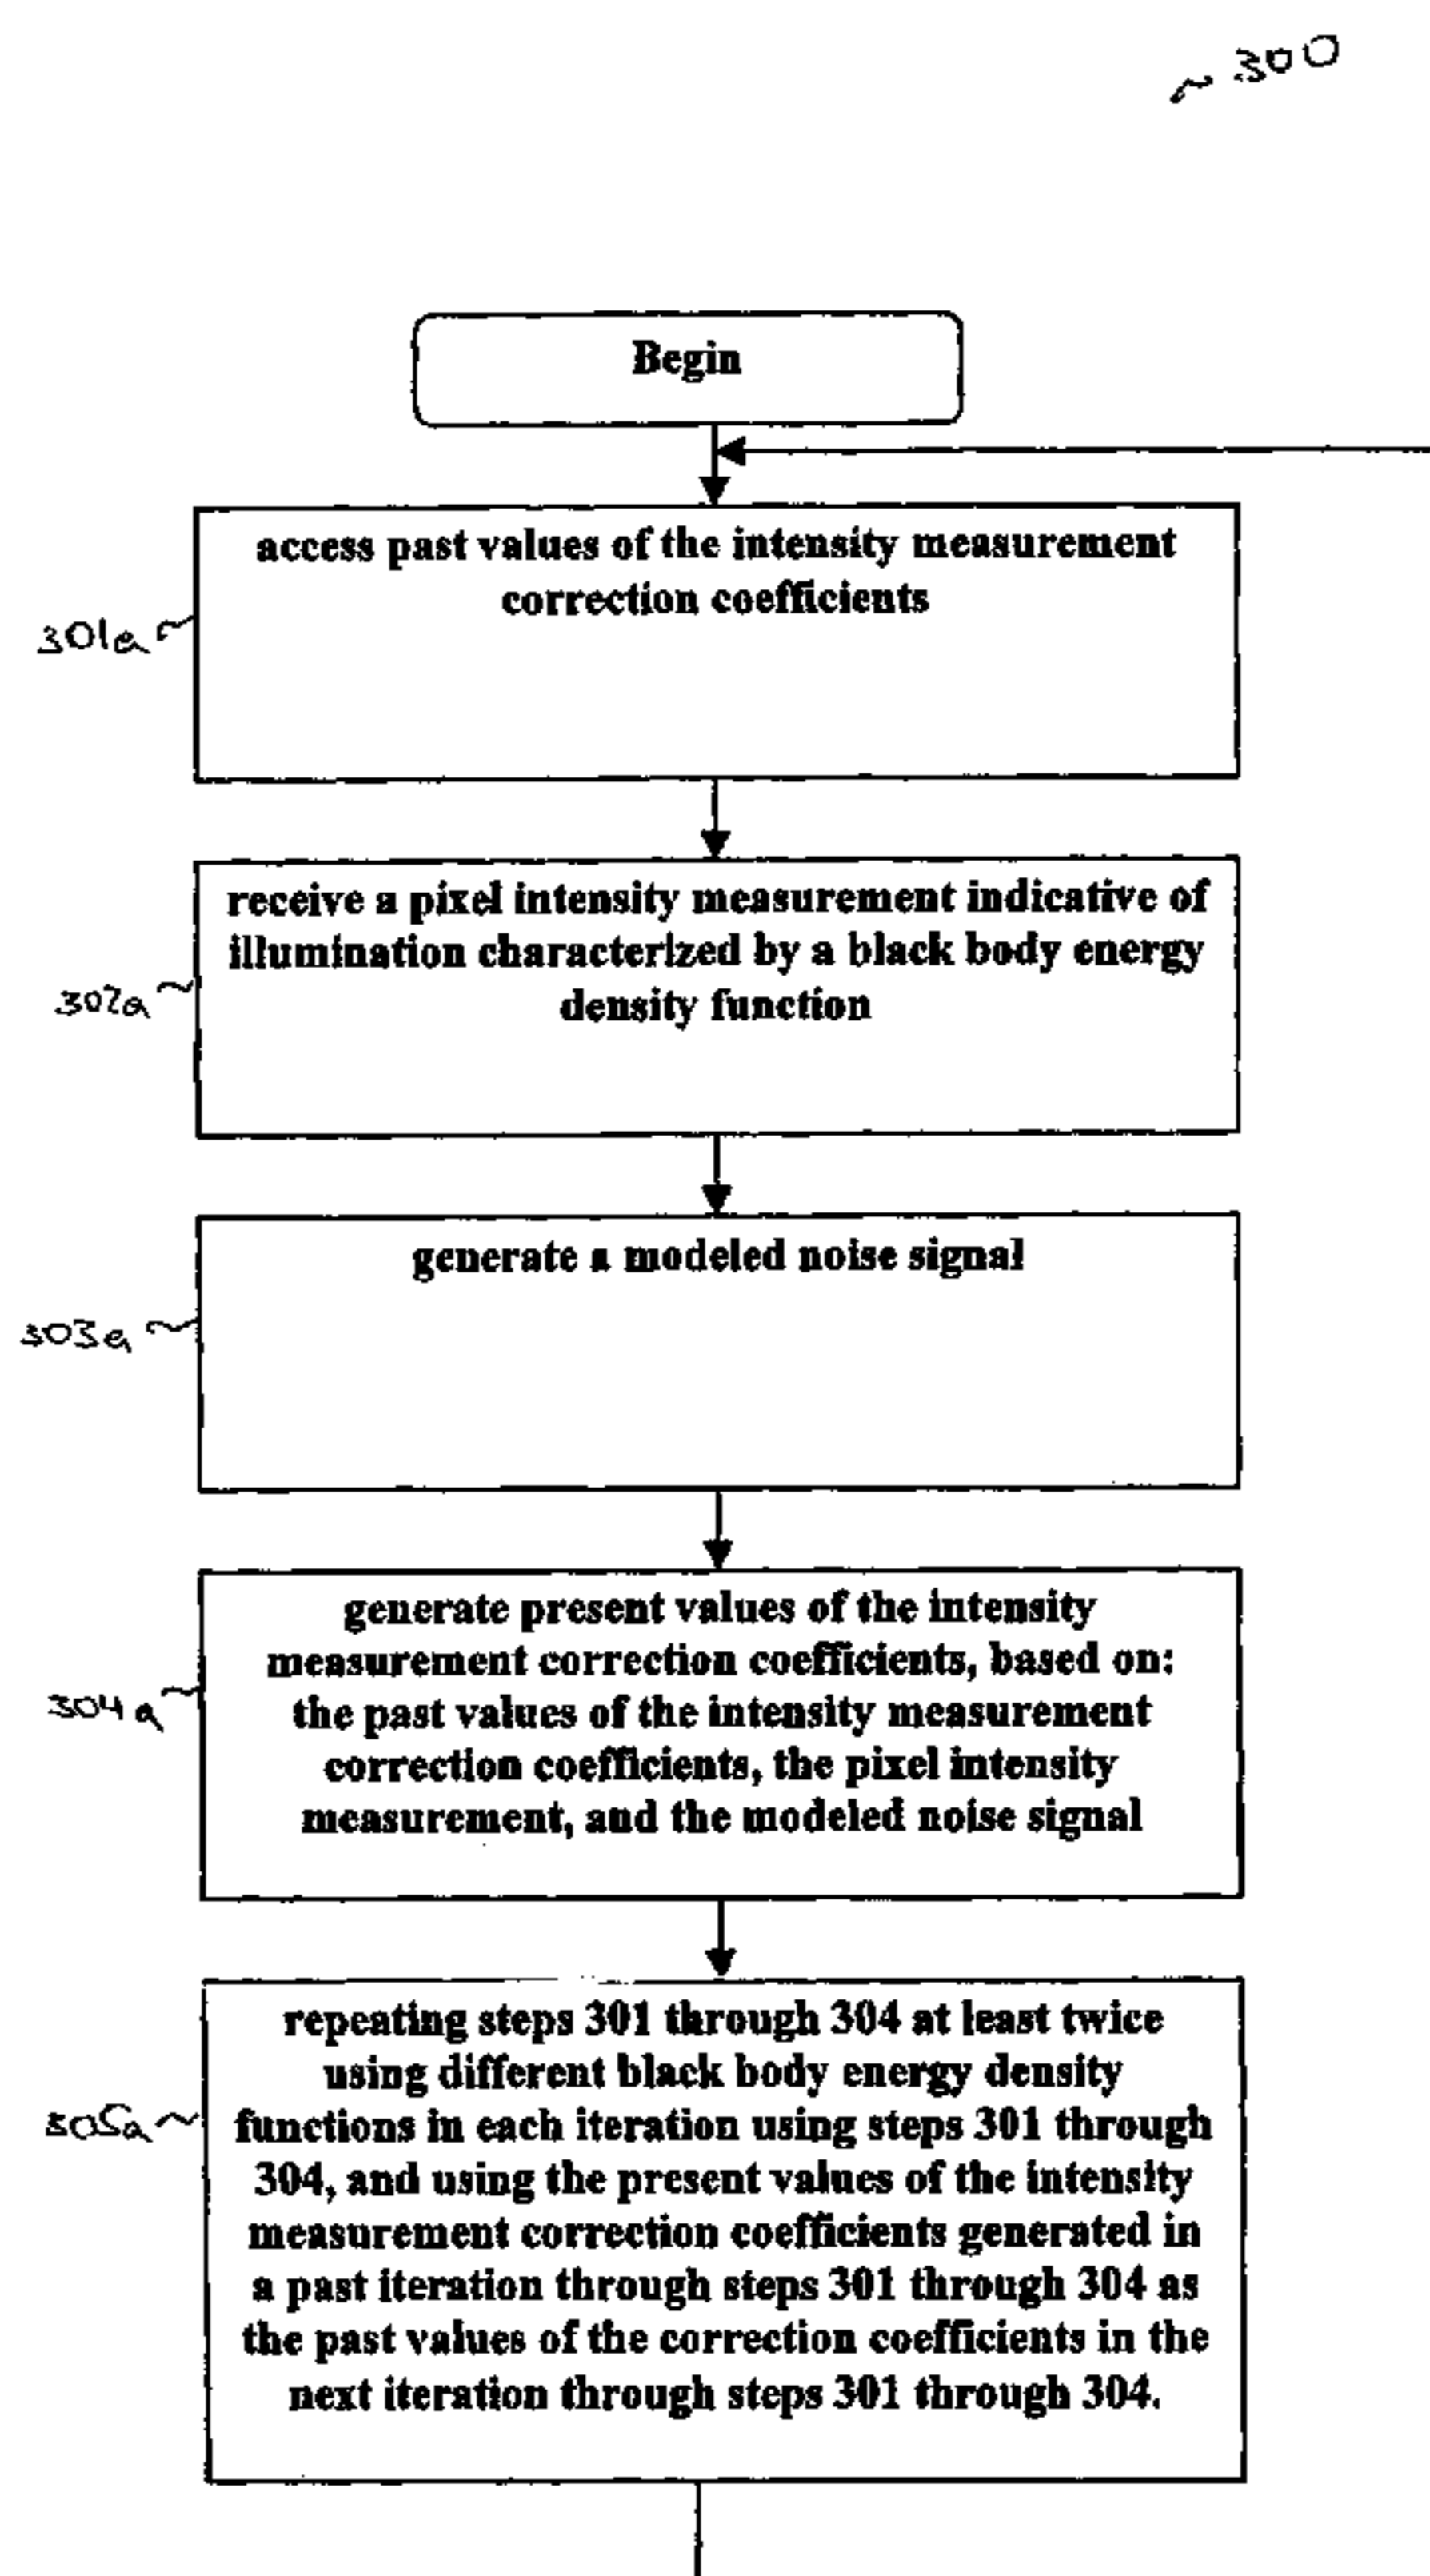 300
Begin
access past values of the intensity measurement
correction coefficients
301a
receive a pixel intensity measurement indicative of
illumination characterized by a black body energy
density function
302a
generate a modeled noise signal
303a
generate present values of the intensity
measurement correction coefficients, based on:
the past values of the intensity measurement
correction coefficients, the pixel intensity
measurement, and the modeled noise signal
304a
repeating steps 301 through 304 at least twice
using different black body energy density
functions in each iteration using steps 301 through
304, and using the present values of the intensity
measurement correction coefficients generated in
a past iteration through steps 301 through 304 as
the past values of the correction coefficients in the
next iteration through steps 301 through 304.
305a